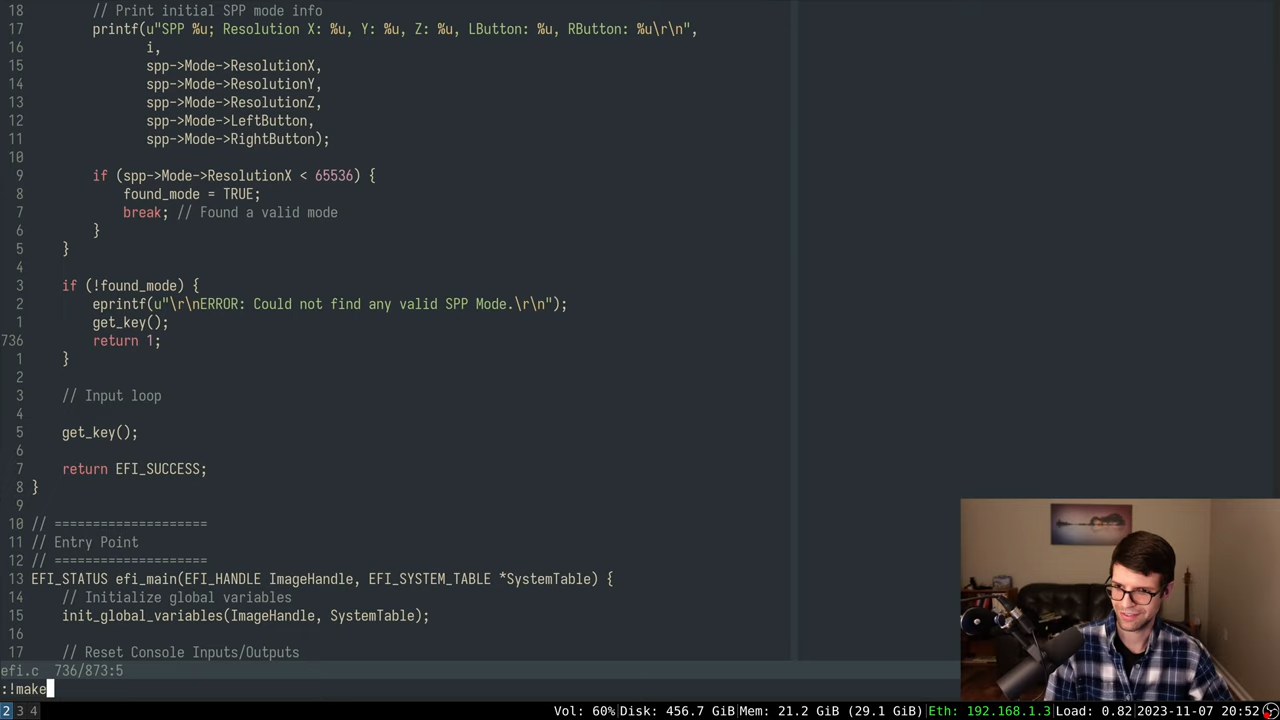 18 // Print initial SPP mode info
17 printf(u"SPP %u; Resolution X: %u, Y: %u, Z: %u, LButton: %u, RButton: %u\r\n",
16 i,
15 spp->Mode->ResolutionX,
14 spp->Mode->ResolutionY,
13 spp->Mode->ResolutionZ,
12 spp->Mode->LeftButton,
11 spp->Mode->RightButton);
10
9 if (spp->Mode->ResolutionX < 65536) {
8 found_mode = TRUE;
7 break; // Found a valid mode
6 }
5 }
4
3 if (!found_mode) {
2 eprintf(u"\r\nERROR: Could not find any valid SPP Mode.\r\n");
1 get_key();
736 return 1;
1 }
2
3 // Input loop
4
5 get_key();
6
7 return EFI_SUCCESS;
8 }
9
10 // ====================
11 // Entry Point
12 // ====================
13 EFI_STATUS efi_main(EFI_HANDLE ImageHandle, EFI_SYSTEM_TABLE *SystemTable) {
14 // Initialize global variables
15 init_global_variables(ImageHandle, SystemTable);
16
17 // Reset Console Inputs/Outputs
efi.c 736/873:5
:!make
2 3 4 Vol: 60%|Disk: 456.7 GiB|Mem: 21.2 GiB (29.1 GiB)|Eth: 192.168.1.3|Load: 0.82 2023-11-07 20:52